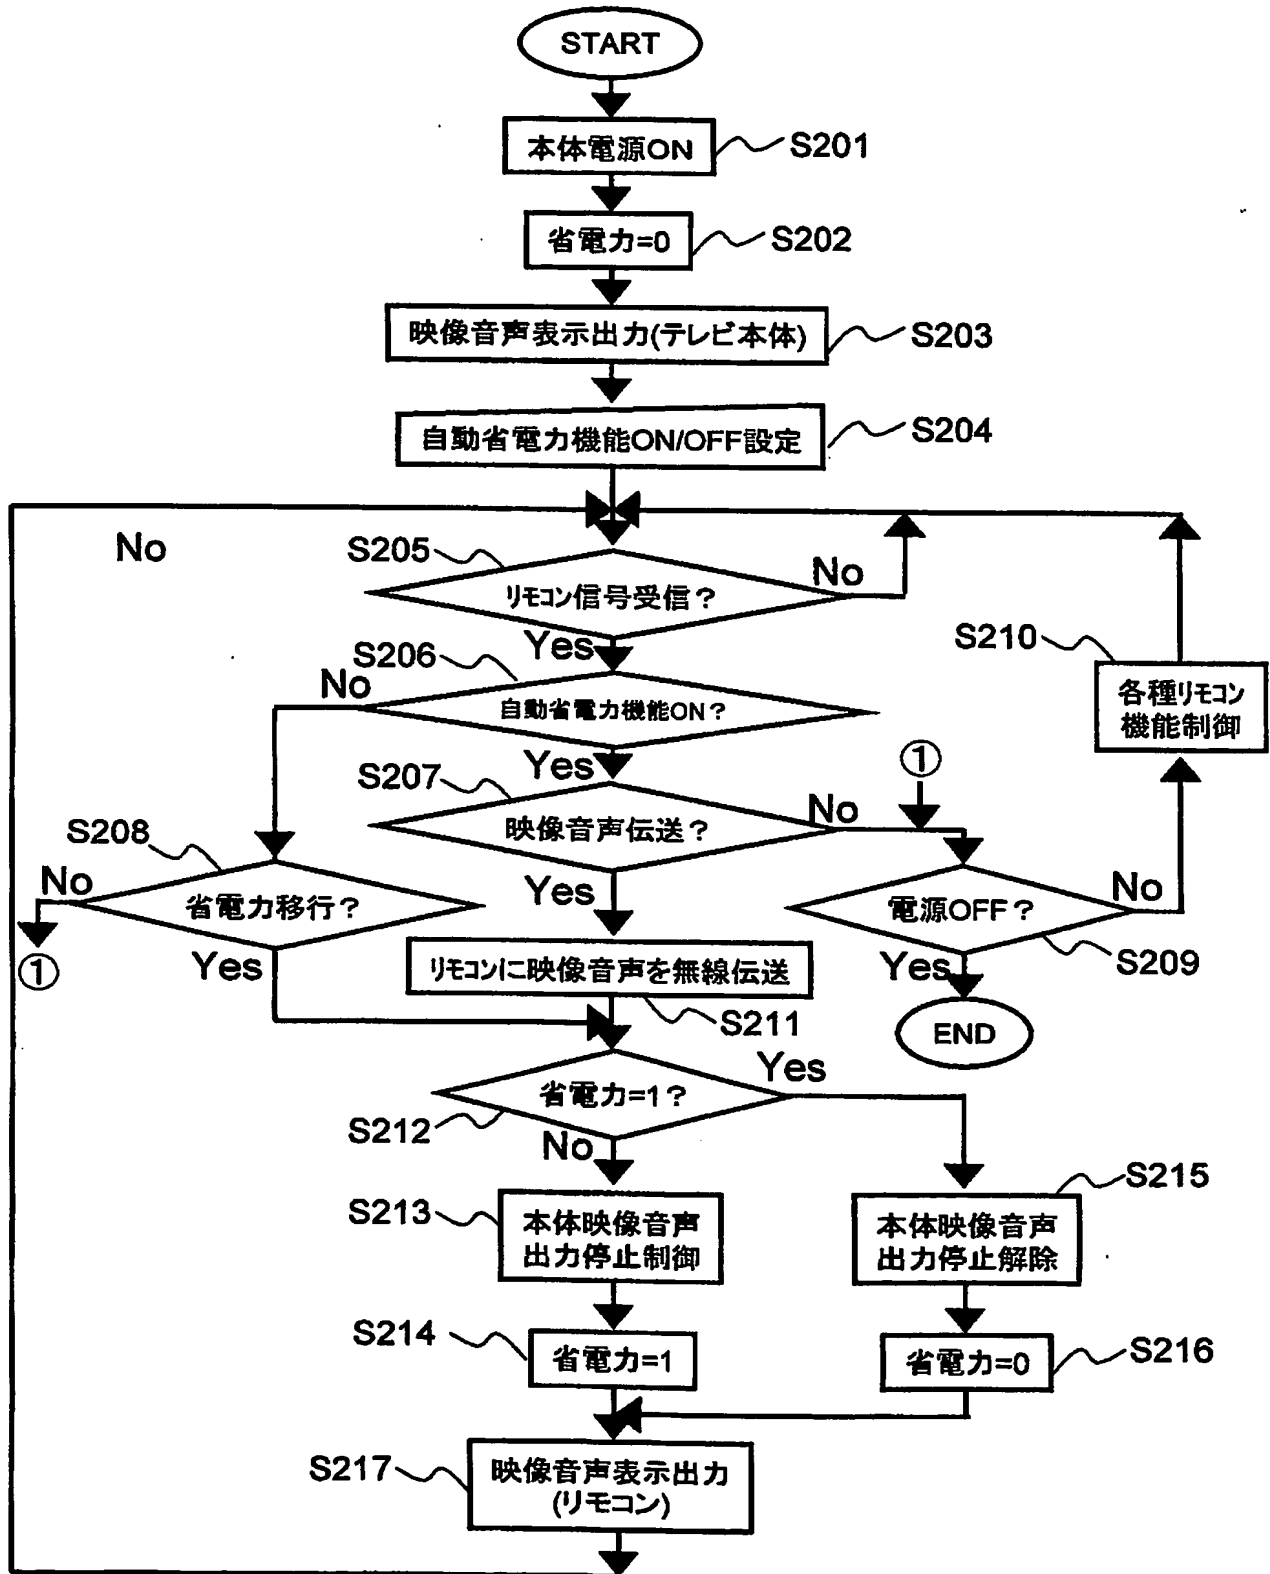 START
本体電源ON
S201
省電力=0
S202
映像音声表示出力(テレビ本体)
S203
自動省電力機能ON/OFF設定
S204
No
S205
リモコン信号受信？
No
Yes
S206
No
自動省電力機能ON？
Yes
S210
各種リモコン
機能制御
①
S207
映像音声伝送？
No
Yes
S208
省電力移行？
No
①
Yes
電源OFF？
No
S209
Yes
END
リモコンに映像音声を無線伝送
S211
省電力=1？
Yes
S212
No
S213
本体映像音声
出力停止制御
S215
本体映像音声
出力停止解除
S214
省電力=1
省電力=0
S216
S217
映像音声表示出力
(リモコン)